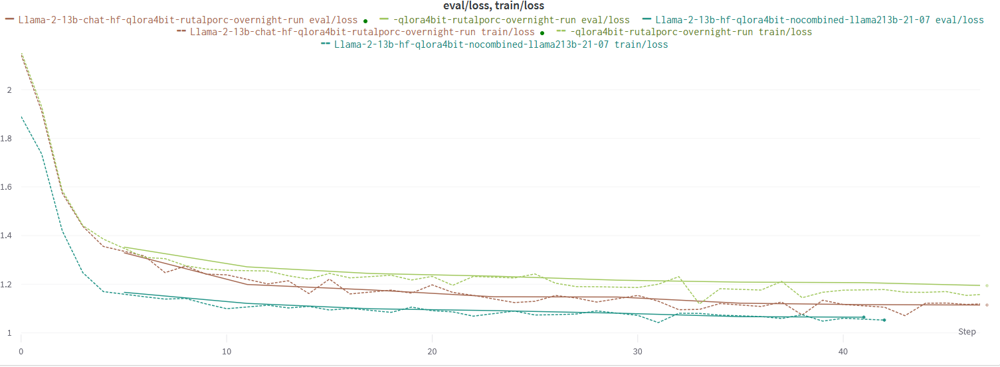 eval/loss, train/loss
Llama-2-13b-chat-hf-qlora4bit-rutalporc-overnight-run eval/loss -qlora4bit-rutalporc-overnight-run eval/loss Llama-2-13b-hf-qlora4bit-nocombined-llama213b-21-07 eval/loss
Llama-2-13b-chat-hf-qlora4bit-rutalporc-overnight-run train/loss -qlora4bit-rutalporc-overnight-run train/loss
Llama-2-13b-hf-qlora4bit-nocombined-llama213b-21-07 train/loss
2
1.8
1.6
1.4
1.2
1
Step
0 10 20 30 40